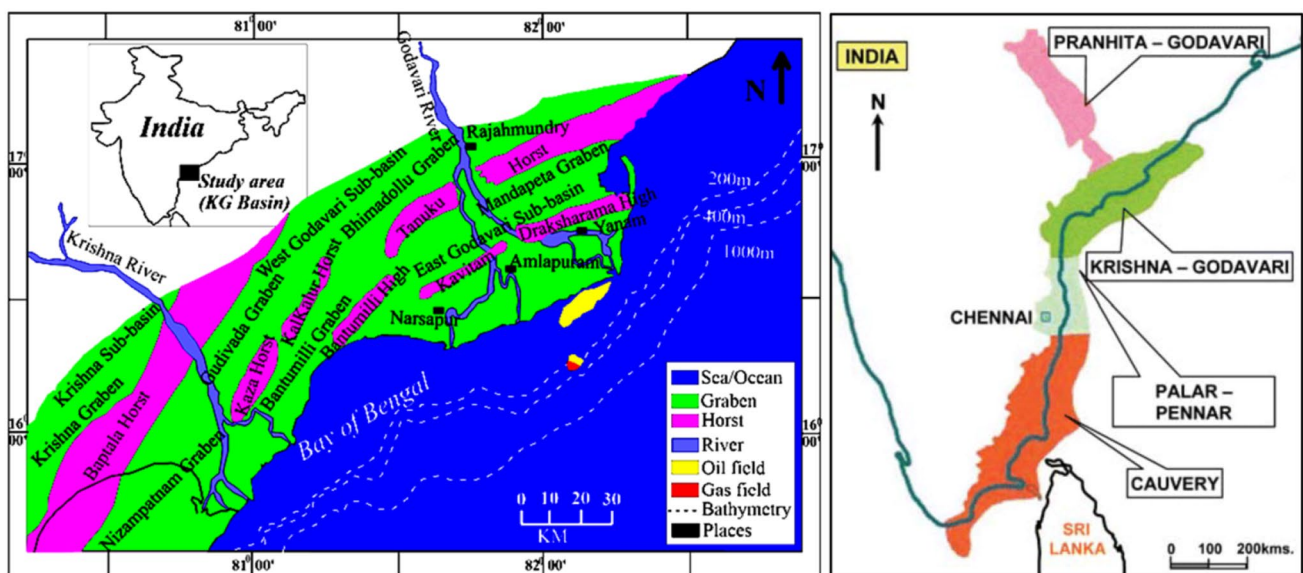 81°00'
82°00'
India
Study area
(KG Basin)
N
Godavari River
Rajahmundry
17°00'
17°00'
Horst
Mandapeta Graben
West Godavari Sub-basin
Bhimadollu Graben
Tanuku
East Godavari Sub-basin
Draksharama High
Yanam
200m
400m
1000m
Krishna River
Kavitam
Amlapuram
Narsapur
KalKalur Horst
Gudivada Graben
Bantumilli High
Bantumilli Graben
Kaza Horst
Krishna Sub-basin
Krishna Graben
Baptala Horst
Nizampatnam Graben
16°00'
16°00'
Bay of Bengal
0 10 20 30
KM
Sea/Ocean
Graben
Horst
River
Oil field
Gas field
Bathymetry
Places
81°00'
82°00'
INDIA
N
PRANHITA – GODAVARI
KRISHNA – GODAVARI
CHENNAI
PALAR –
PENNAR
CAUVERY
SRI
LANKA
0 100 200kms.